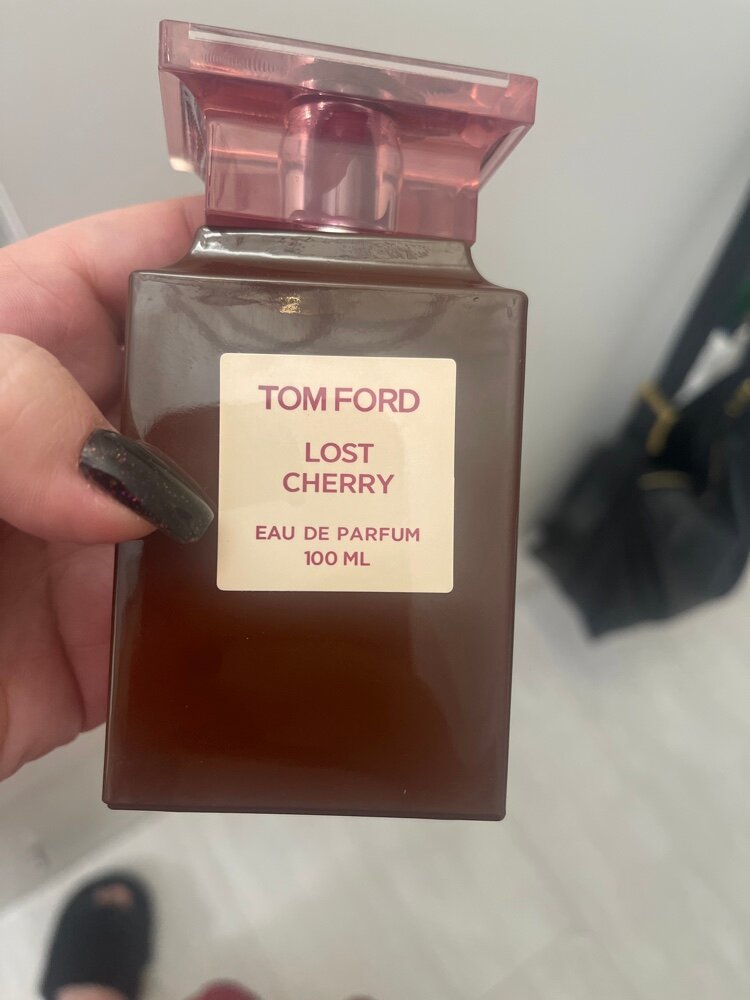 TOM FORD
LOST
CHERRY
EAU DE PARFUM
100 ML